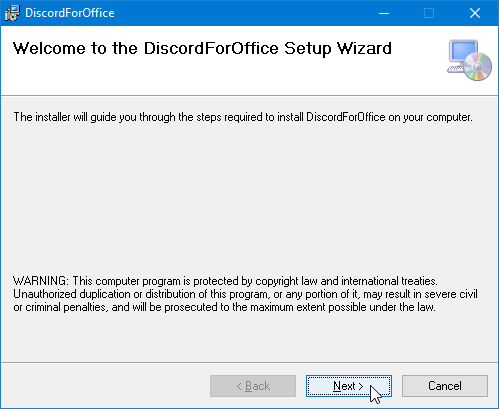 DiscordForOffice
Welcome to the DiscordForOffice Setup Wizard
The installer will guide you through the steps required to install DiscordForOffice on your computer.
WARNING: This computer program is protected by copyright law and international treaties.
Unauthorized duplication or distribution of this program, or any portion of it, may result in severe civil
or criminal penalties, and will be prosecuted to the maximum extent possible under the law.
< Back
Next >
Cancel